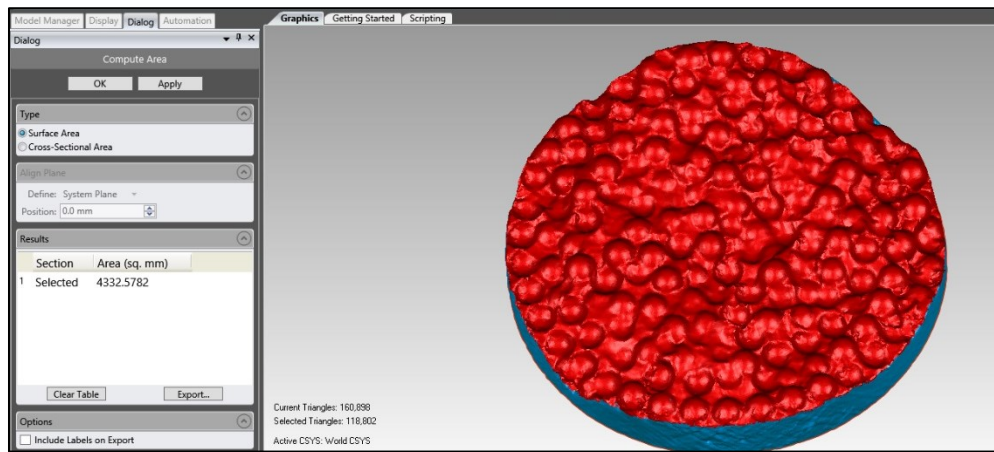 Model Manager Display Dialog Automation
Graphics Getting Started Scripting
Dialog
Compute Area
OK Apply
Type
Surface Area
Cross-Sectional Area
Align Plane
Define: System Plane
Position: 0.0 mm
Results
Section Area (sq. mm)
1 Selected 4332.5782
Clear Table Export...
Options
Include Labels on Export
Current Triangles: 160,898
Selected Triangles: 118,802
Active CSYS: World CSYS